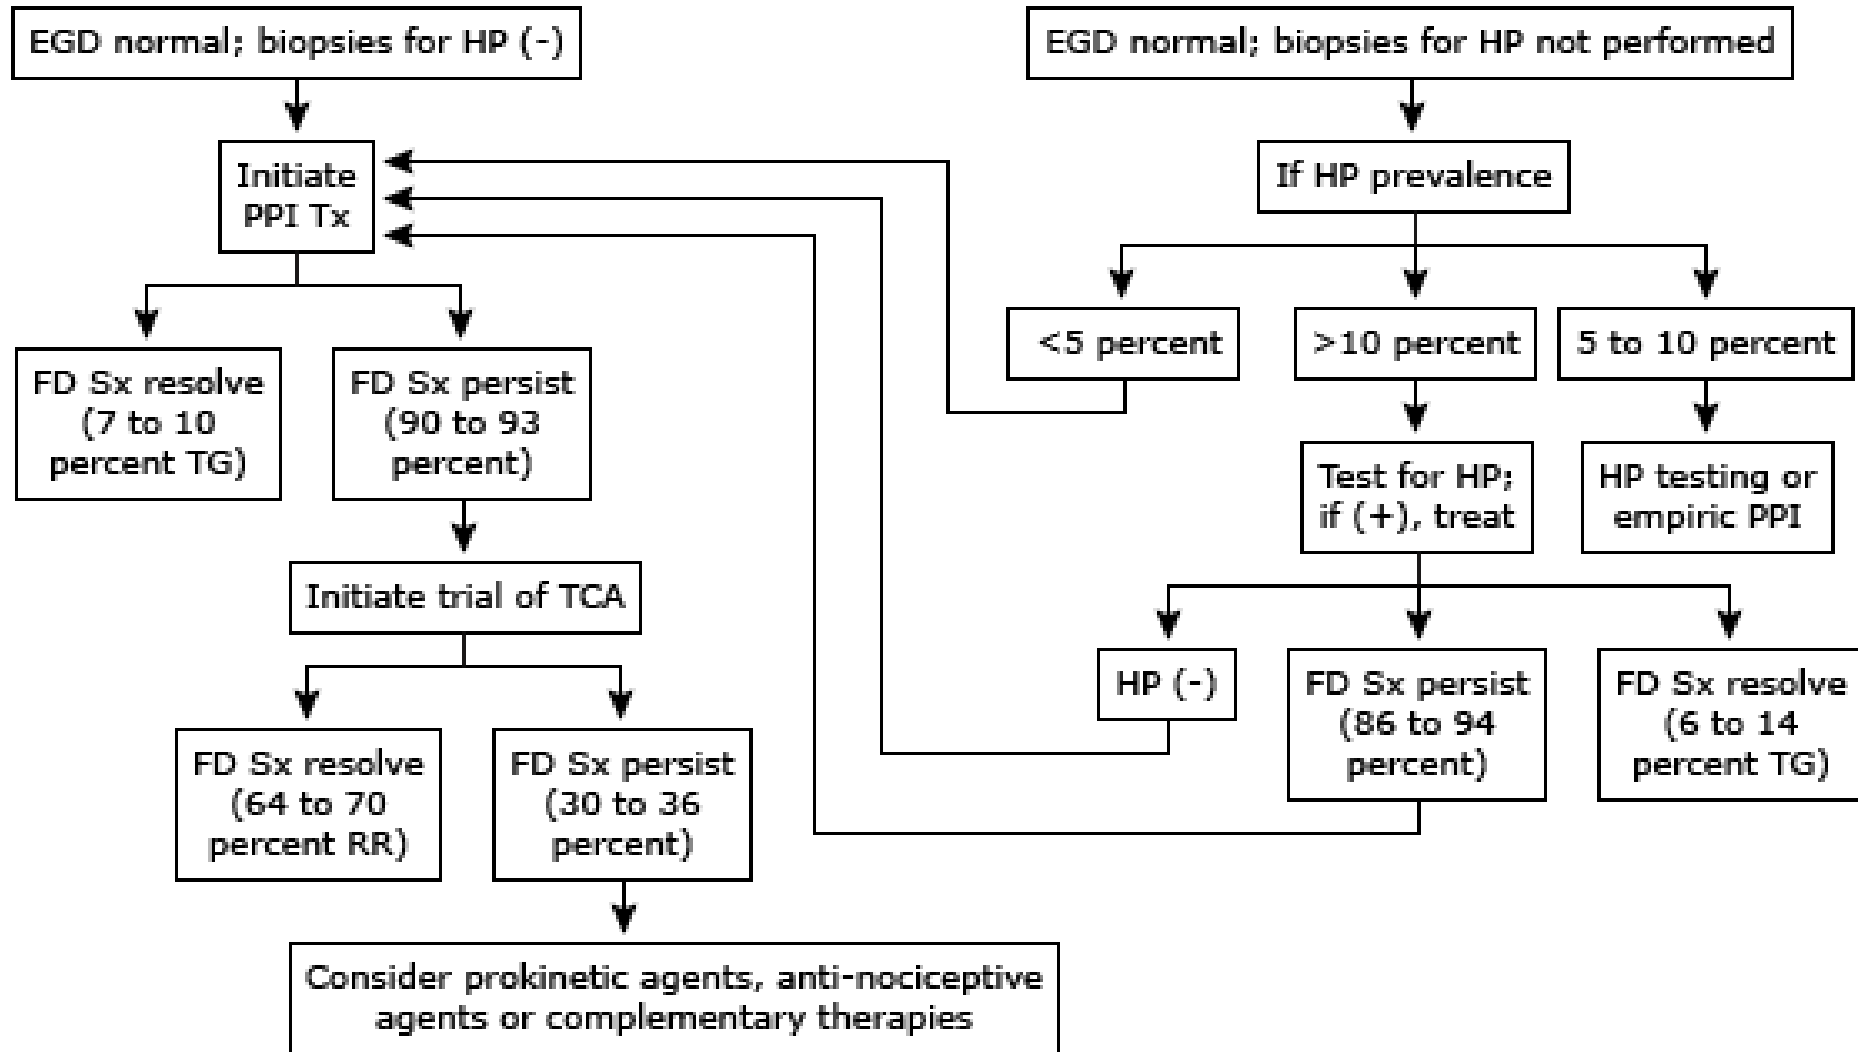 EGD normal; biopsies for HP (-)
Initiate
PPI Tx
FD Sx resolve
(7 to 10
percent TG)
FD Sx persist
(90 to 93
percent)
Initiate trial of TCA
FD Sx resolve
(64 to 70
percent RR)
FD Sx persist
(30 to 36
percent)
Consider prokinetic agents, anti-nociceptive
agents or complementary therapies
EGD normal; biopsies for HP not performed
If HP prevalence
<5 percent
>10 percent
5 to 10 percent
Test for HP;
if (+), treat
HP testing or
empiric PPI
HP (-)
FD Sx persist
(86 to 94
percent)
FD Sx resolve
(6 to 14
percent TG)